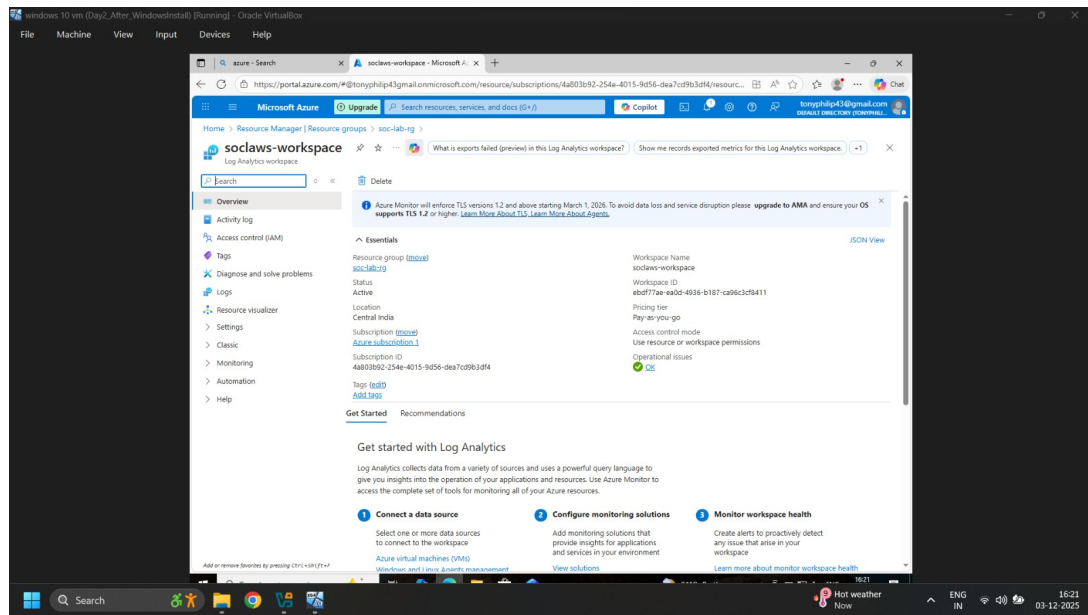 windows 10 vm (Day2_After_WindowsInstall) [Running] - Oracle VirtualBox
File Machine View Input Devices Help
azure - Search
soclaws-workspace - Microsoft A
https://portal.azure.com/#@tonyphilip43gmail.onmicrosoft.com/resource/subscriptions/4a803b92-254e-4015-9d56-dea7cd9b3df4/resourc...
Chat
Microsoft Azure
Upgrade
Search resources, services, and docs (G+/)
Copilot
tonyphilip43@gmail.com
DEFAULT DIRECTORY (TONYPHILI...
Home > Resource Manager | Resource groups > soc-lab-rg >
soclaws-workspace
Log Analytics workspace
What is exports failed (preview) in this Log Analytics workspace?
Show me records exported metrics for this Log Analytics workspace.
+1
Search
Delete
Overview
Activity log
Access control (IAM)
Tags
Diagnose and solve problems
Logs
Resource visualizer
Settings
Classic
Monitoring
Automation
Help
Add or remove favorites by pressing Ctrl+Shift+F
Azure Monitor will enforce TLS versions 1.2 and above starting March 1, 2026. To avoid data loss and service disruption please upgrade to AMA and ensure your OS
supports TLS 1.2 or higher. Learn More About TLS, Learn More About Agents.
Essentials
JSON View
Resource group (move)
soc-lab-rg
Status
Active
Location
Central India
Subscription (move)
Azure subscription 1
Subscription ID
4a803b92-254e-4015-9d56-dea7cd9b3df4
Tags (edit)
Add tags
Workspace Name
soclaws-workspace
Workspace ID
ebdf77ae-ea0d-4936-b187-ca96c3cf8411
Pricing tier
Pay-as-you-go
Access control mode
Use resource or workspace permissions
Operational issues
OK
Get Started Recommendations
Get started with Log Analytics
Log Analytics collects data from a variety of sources and uses a powerful query language to
give you insights into the operation of your applications and resources. Use Azure Monitor to
access the complete set of tools for monitoring all of your Azure resources.
1 Connect a data source
Select one or more data sources
to connect to the workspace
Azure virtual machines (VMs)
Windows and Linux Agents management
2 Configure monitoring solutions
Add monitoring solutions that
provide insights for applications
and services in your environment
View solutions
3 Monitor workspace health
Create alerts to proactively detect
any issue that arise in your
workspace
Learn more about monitor workspace health
16:21
Search
Hot weather
Now
ENG
IN
16:21
03-12-2025